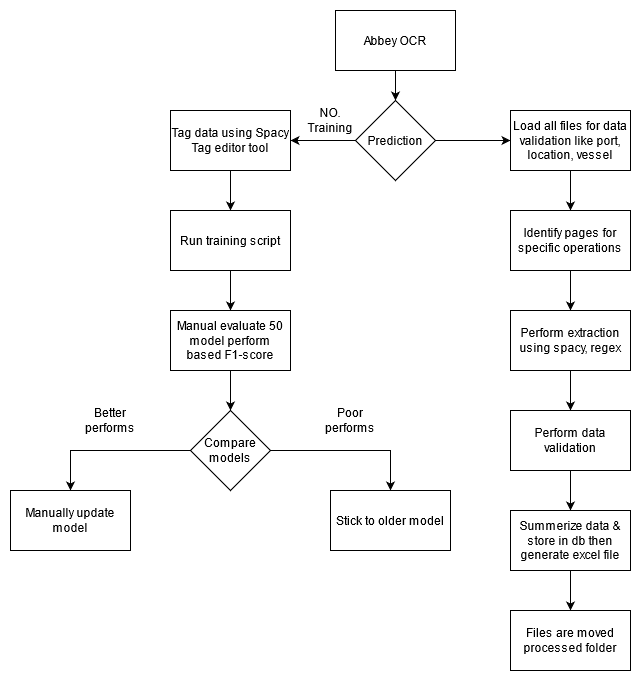 Abbey OCR
NO.
Training
Prediction
Tag data using Spacy
Tag editor tool
Load all files for data
validation like port,
location, vessel
Run training script
Identify pages for
specific operations
Manual evaluate 50
model perform
based F1-score
Perform extraction
using spacy, regex
Better
performs
Compare
models
Poor
performs
Perform data
validation
Manually update
model
Stick to older model
Summerize data &
store in db then
generate excel file
Files are moved
processed folder